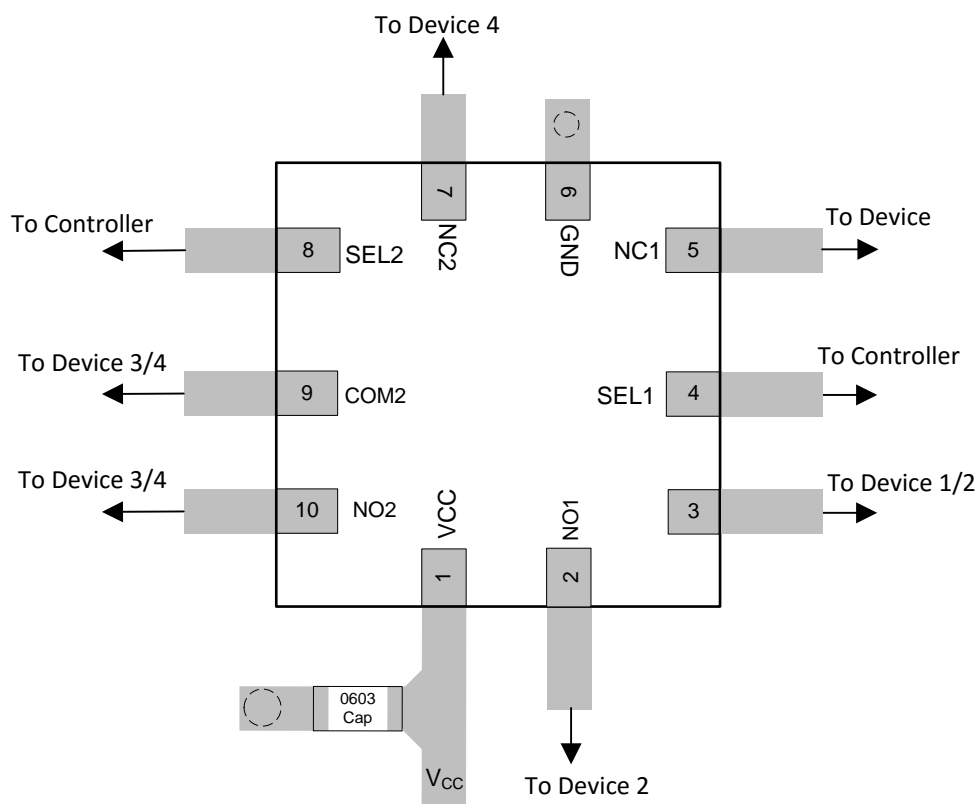 To Device 4
7
NC2
6
GND
To Controller
8
SEL2
NC1
5
To Device
To Device 3/4
9
COM2
SEL1
4
To Controller
To Device 3/4
10
NO2
VCC
1
NO1
2
3
To Device 1/2
0603
Cap
VCC
To Device 2